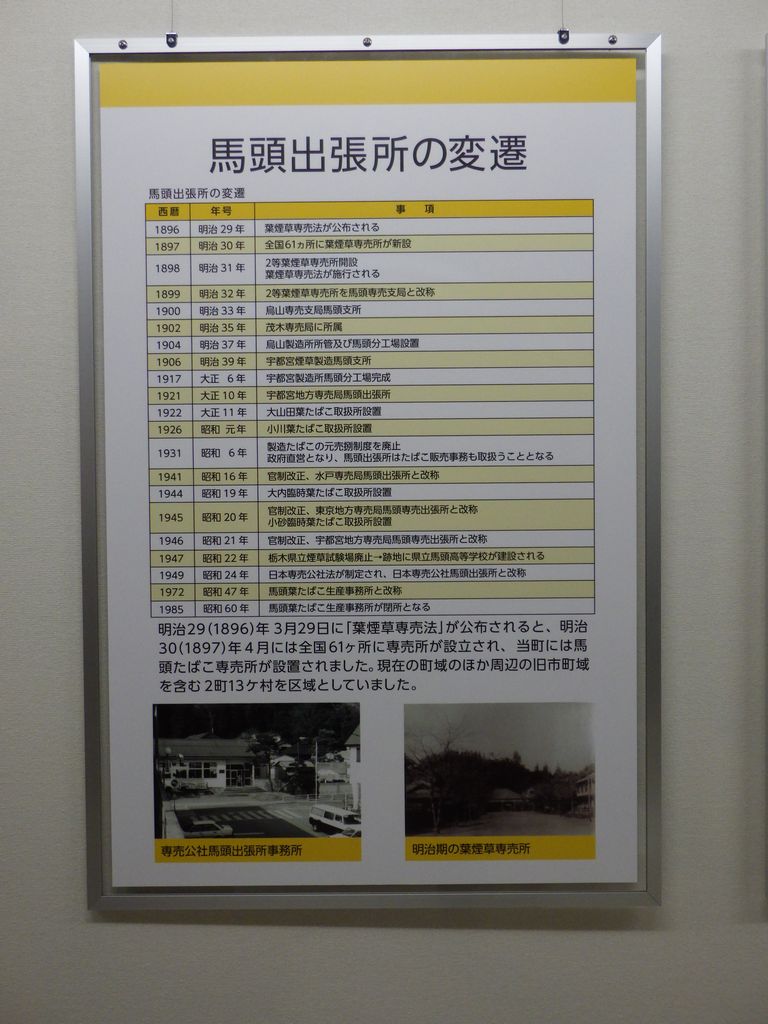 馬頭出張所の変遷
馬頭出張所の変遷
西暦 年号 事項
1896 明治 29 年 葉煙草専売法が公布される
1897 明治 30 年 全国61ヵ所に葉煙草専売所が新設
1898 明治 31 年 2等葉煙草専売所開設
葉煙草専売法が施行される
1899 明治 32 年 2等葉煙草専売所を馬頭専売支局と改称
1900 明治 33 年 烏山専売支局馬頭支所
1902 明治 35 年 茂木専売局に所属
1904 明治 37 年 烏山製造所所管及び馬頭分工場設置
1906 明治 39 年 宇都宮煙草製造馬頭支所
1917 大正 6 年 宇都宮製造所馬頭分工場完成
1921 大正 10 年 宇都宮地方専売局馬頭出張所
1922 大正 11 年 大山田葉たばこ取扱所設置
1926 昭和 元年 小川葉たばこ取扱所設置
1931 昭和 6 年 製造たばこの元売捌制度を廃止
政府直営となり、馬頭出張所はたばこ販売事務も取扱うこととなる
1941 昭和 16 年 官制改正、水戸専売局馬頭出張所と改称
1944 昭和 19 年 大内臨時葉たばこ取扱所設置
1945 昭和 20 年 官制改正、東京地方専売局馬頭専売出張所と改称
小砂臨時葉たばこ取扱所設置
1946 昭和 21 年 官制改正、宇都宮地方専売局馬頭専売出張所と改称
1947 昭和 22 年 栃木県立煙草試験場廃止→跡地に県立馬頭高等学校が建設される
1949 昭和 24 年 日本専売公社法が制定され、日本専売公社馬頭出張所と改称
1972 昭和 47 年 馬頭葉たばこ生産事務所と改称
1985 昭和 60 年 馬頭葉たばこ生産事務所が閉所となる
明治29(1896)年3月29日に「葉煙草専売法」が公布されると、明治
30(1897)年4月には全国61ヶ所に専売所が設立され、当町には馬
頭たばこ専売所が設置されました。現在の町域のほか周辺の旧市町域
を含む2町13ケ村を区域としていました。
専売公社馬頭出張所事務所
明治期の葉煙草専売所